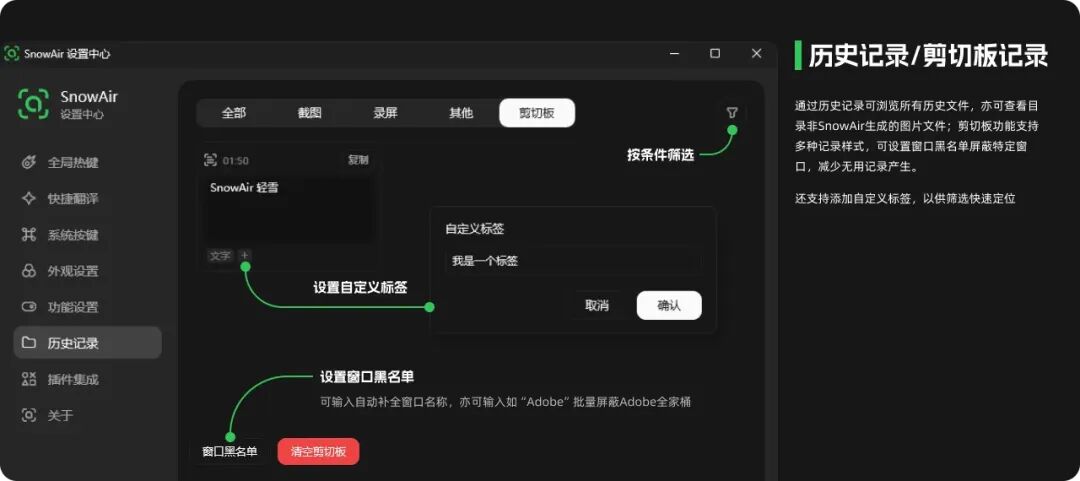 SnowAir 设置中心
SnowAir
设置中心
全局热键
快捷翻译
系统按键
外观设置
功能设置
历史记录
插件集成
关于
全部
截图
录屏
其他
剪切板
按条件筛选
01:50
复制
SnowAir 轻雪
文字 +
设置自定义标签
自定义标签
我是一个标签
取消
确认
设置窗口黑名单
可输入自动补全窗口名称，亦可输入如“Adobe”批量屏蔽Adobe全家桶
窗口黑名单
清空剪切板
历史记录/剪切板记录
通过历史记录可浏览所有历史文件，亦可查看目
录非SnowAir生成的图片文件；剪切板功能支持
多种记录样式，可设置窗口黑名单屏蔽特定窗
口，减少无用记录产生。
还支持添加自定义标签，以供筛选快速定位